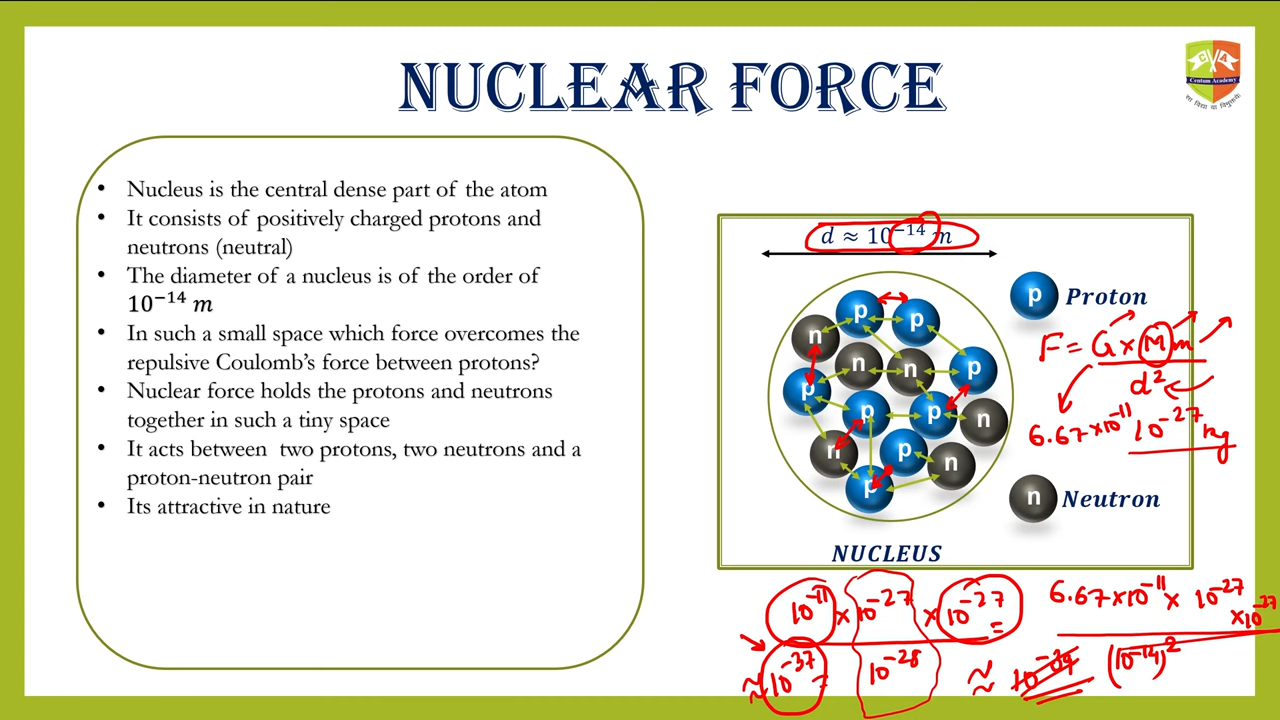 NUCLEAR FORCE
Centum Academy
सा विद्या या विमुक्तये
• Nucleus is the central dense part of the atom
• It consists of positively charged protons and
neutrons (neutral)
• The diameter of a nucleus is of the order of
10⁻¹⁴ m
• In such a small space which force overcomes the
repulsive Coulomb's force between protons?
• Nuclear force holds the protons and neutrons
together in such a tiny space
• It acts between two protons, two neutrons and a
proton-neutron pair
• Its attractive in nature
d ≈ 10⁻¹⁴ m
p
p
n
n
n
p
p
p
p
n
n
p
n
p
NUCLEUS
p Proton
n Neutron
F = G × M m
d²
6.67×10⁻¹¹ 10⁻²⁷ kg
10⁻¹¹ × 10⁻²⁷ × 10⁻²⁷ =
10⁻²⁸
≈ 10⁻³⁷
6.67×10⁻¹¹ × 10⁻²⁷
×10⁻²⁷
(10⁻¹⁴)²
≈